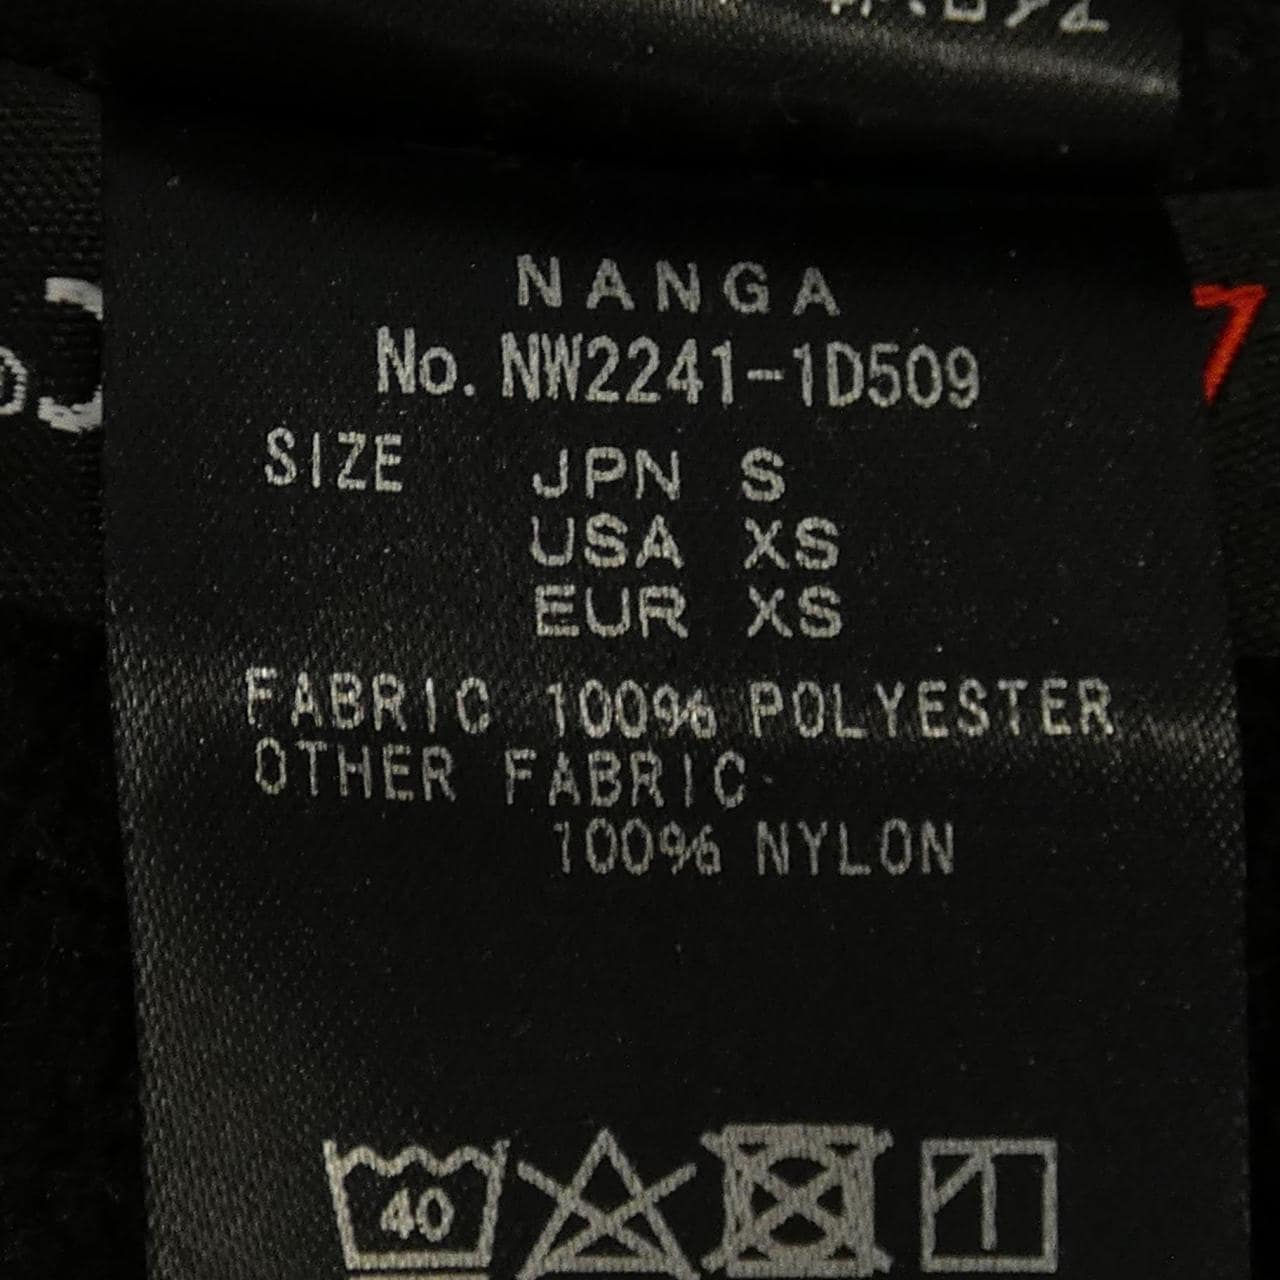 NANGA
No. NW2241-1D509
SIZE JPN S
USA XS
EUR XS
FABRIC 100% POLYESTER
OTHER FABRIC
100% NYLON
40